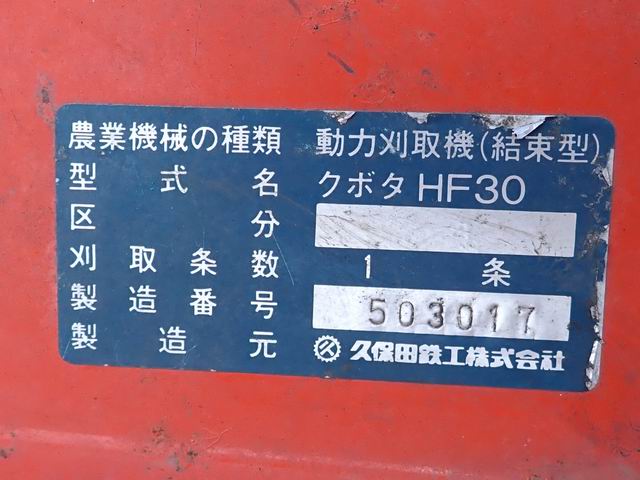 農業機械の種類 動力刈取機(結束型)
型式名 クボタ HF30
区分
刈取条数 1条
製造番号 503017
製造元 久保田鉄工株式会社